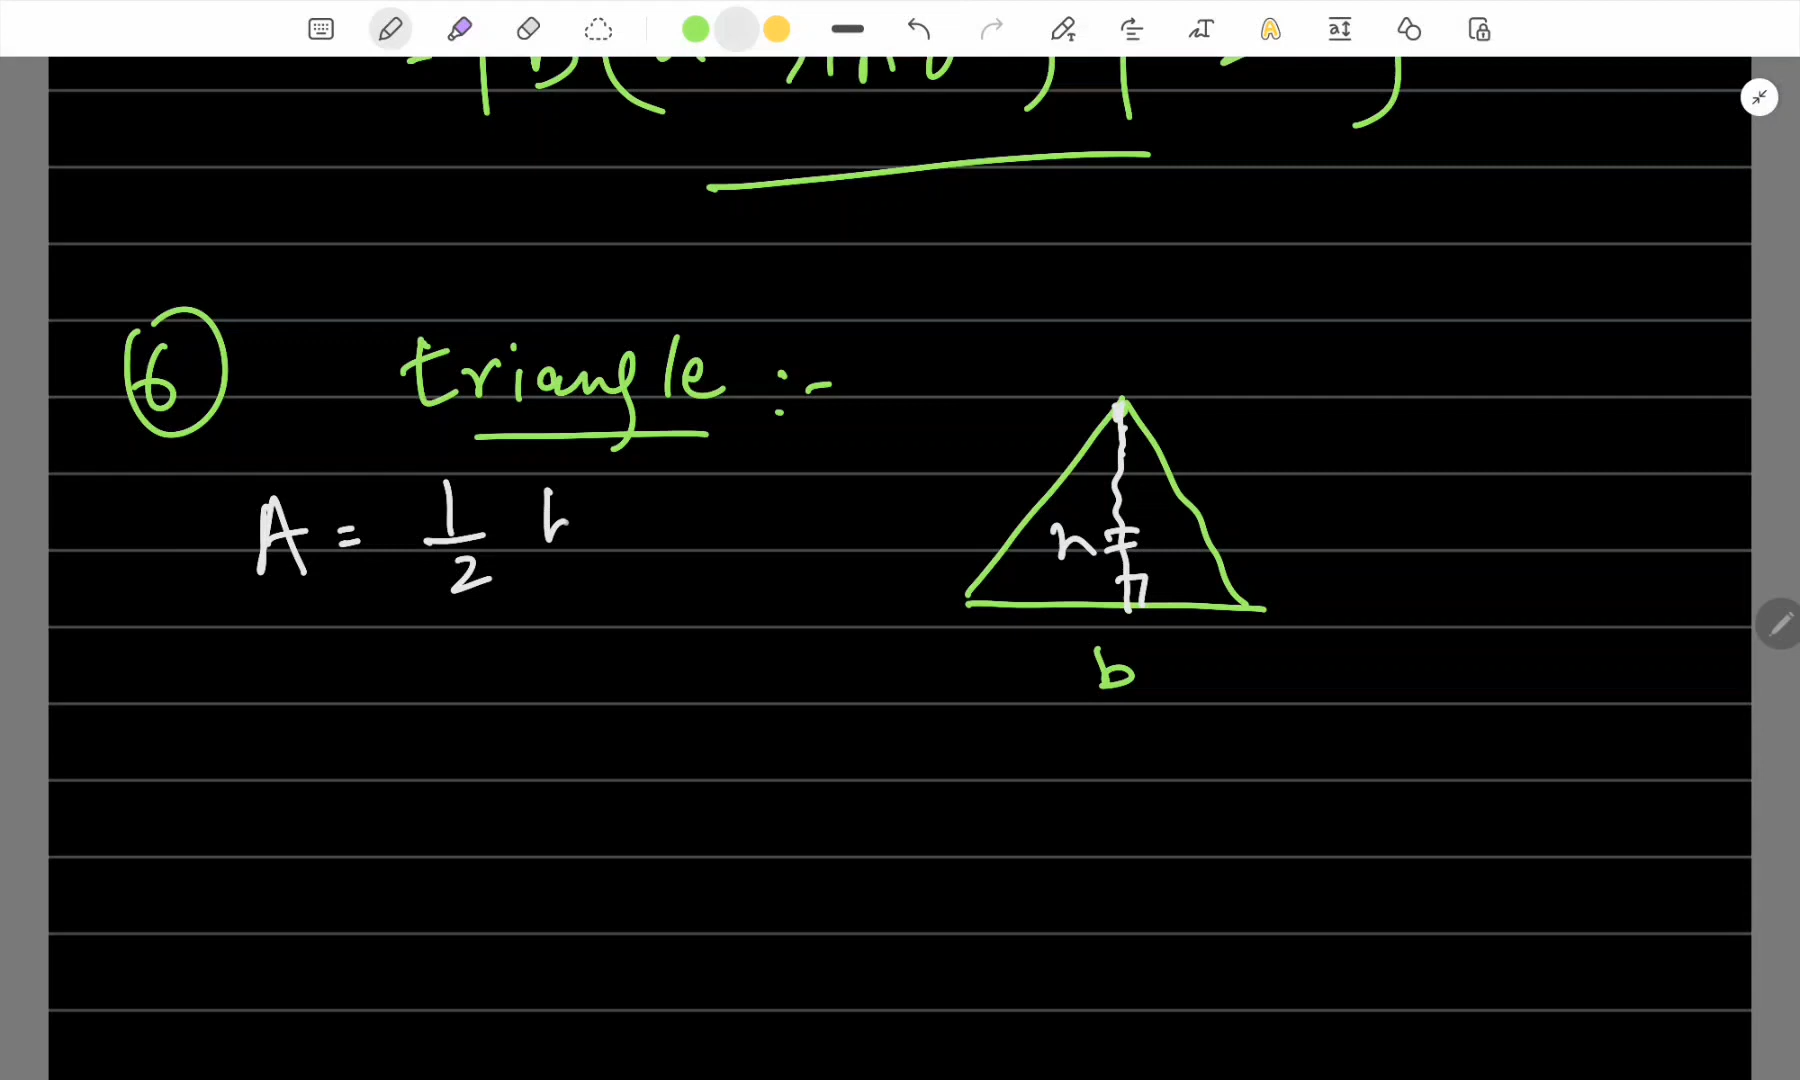 6 triangle :-
A = 1/2 b
h
b